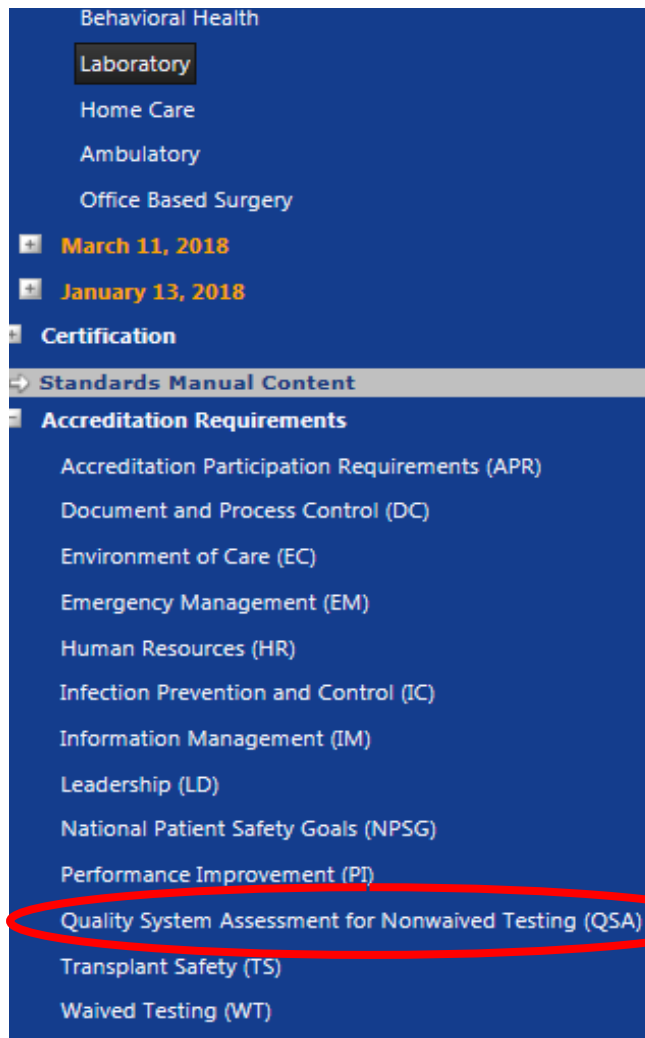 Behavioral Health
Laboratory
Home Care
Ambulatory
Office Based Surgery
March 11, 2018
January 13, 2018
Certification
Standards Manual Content
Accreditation Requirements
Accreditation Participation Requirements (APR)
Document and Process Control (DC)
Environment of Care (EC)
Emergency Management (EM)
Human Resources (HR)
Infection Prevention and Control (IC)
Information Management (IM)
Leadership (LD)
National Patient Safety Goals (NPSG)
Performance Improvement (PI)
Quality System Assessment for Nonwaived Testing (QSA)
Transplant Safety (TS)
Waived Testing (WT)